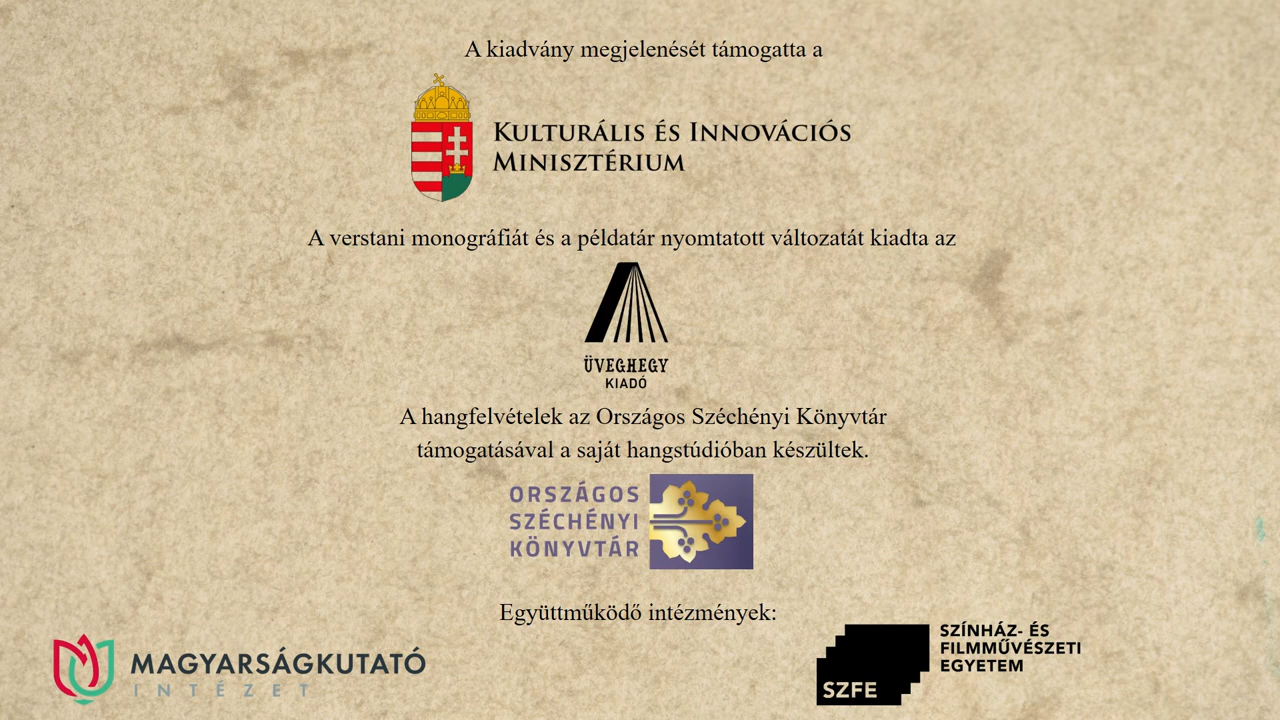 A kiadvány megjelenését támogatta a
Kulturális és Innovációs
Minisztérium
A verstani monográfiát és a példatár nyomtatott változatát kiadta az
ÜVEGHEGY
KIADÓ
A hangfelvételek az Országos Széchényi Könyvtár
támogatásával a saját hangstúdióban készültek.
ORSZÁGOS
SZÉCHÉNYI
KÖNYVTÁR
Együttműködő intézmények:
MAGYARSÁGKUTATÓ
INTÉZET
SZFE
SZÍNHÁZ- ÉS
FILMMŰVÉSZETI
EGYETEM